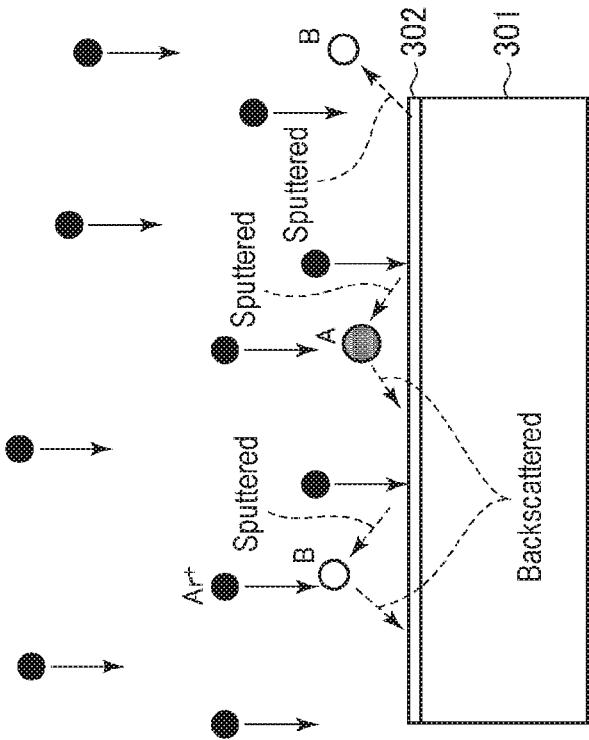 Ar⁺
B
Sputtered
A
Sputtered
Sputtered
B
302
301
Backscattered